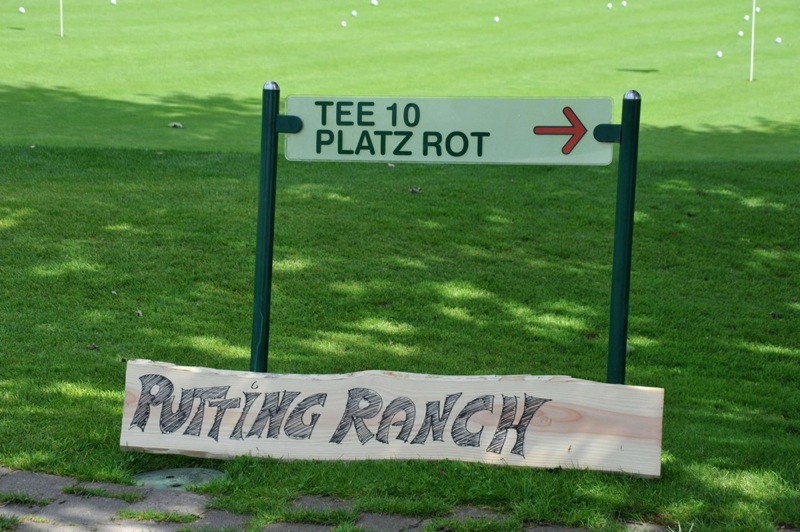 TEE 10
PLATZ ROT
PUTTING RANCH